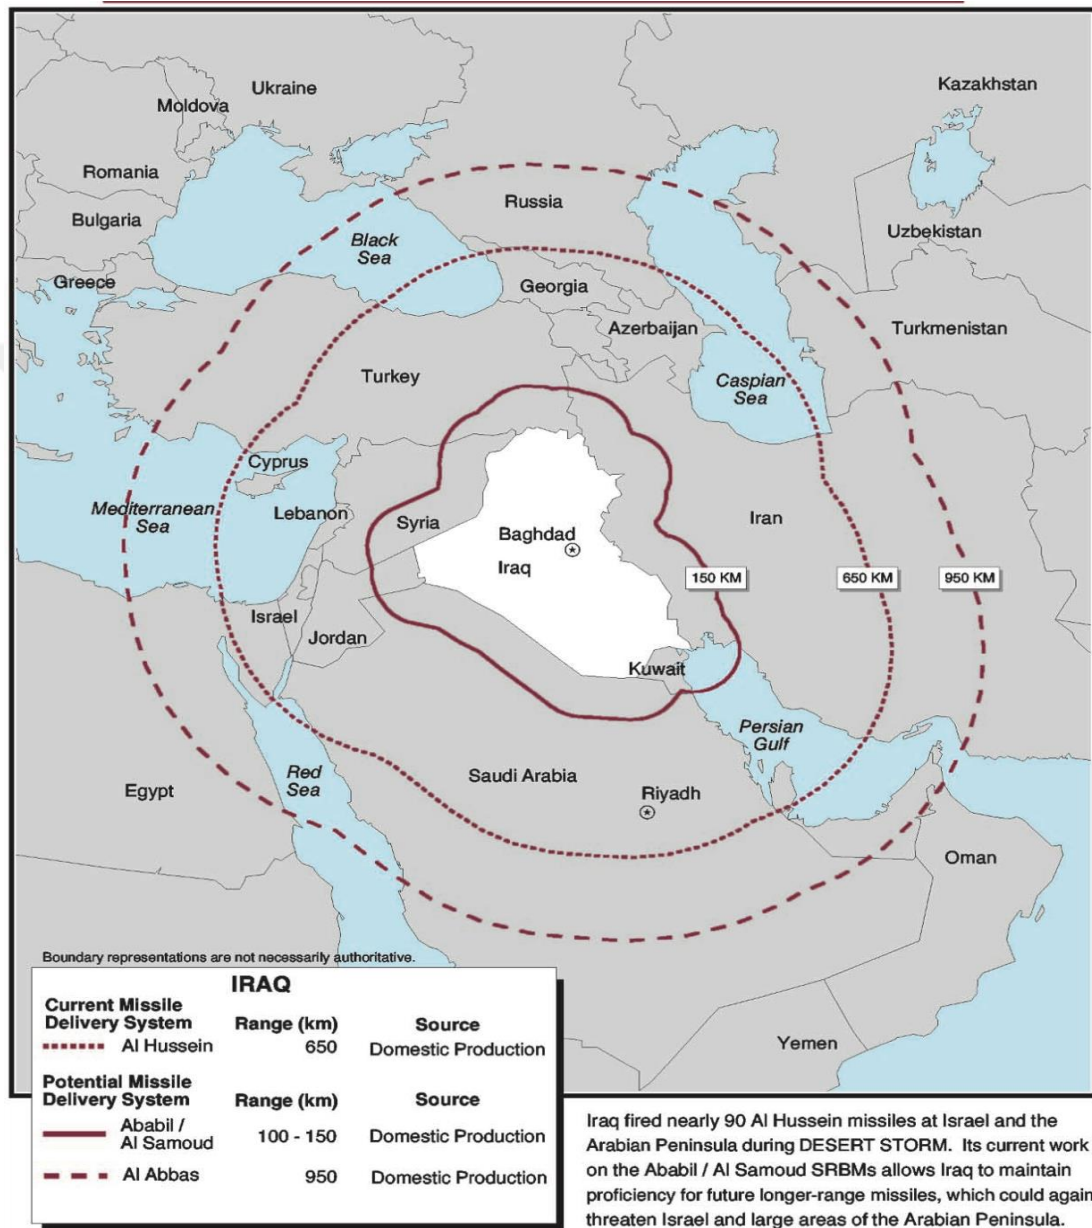 Kazakhstan
Ukraine
Moldova
Romania
Russia
Bulgaria
Uzbekistan
Black
Sea
Greece
Georgia
Azerbaijan
Turkmenistan
Turkey
Caspian
Sea
Cyprus
Mediterranean
Sea
Lebanon
Syria
Iran
Baghdad
Iraq
150 KM
650 KM
950 KM
Israel
Jordan
Kuwait
Persian
Gulf
Saudi Arabia
Red
Sea
Egypt
Riyadh
Oman
Yemen
Boundary representations are not necessarily authoritative.
IRAQ
Current Missile
Delivery System Range (km) Source
Al Hussein 650 Domestic Production
Potential Missile
Delivery System Range (km) Source
Ababil /
Al Samoud 100 - 150 Domestic Production
Al Abbas 950 Domestic Production
Iraq fired nearly 90 Al Hussein missiles at Israel and the
Arabian Peninsula during DESERT STORM. Its current work
on the Ababil / Al Samoud SRBMs allows Iraq to maintain
proficiency for future longer-range missiles, which could again
threaten Israel and large areas of the Arabian Peninsula.